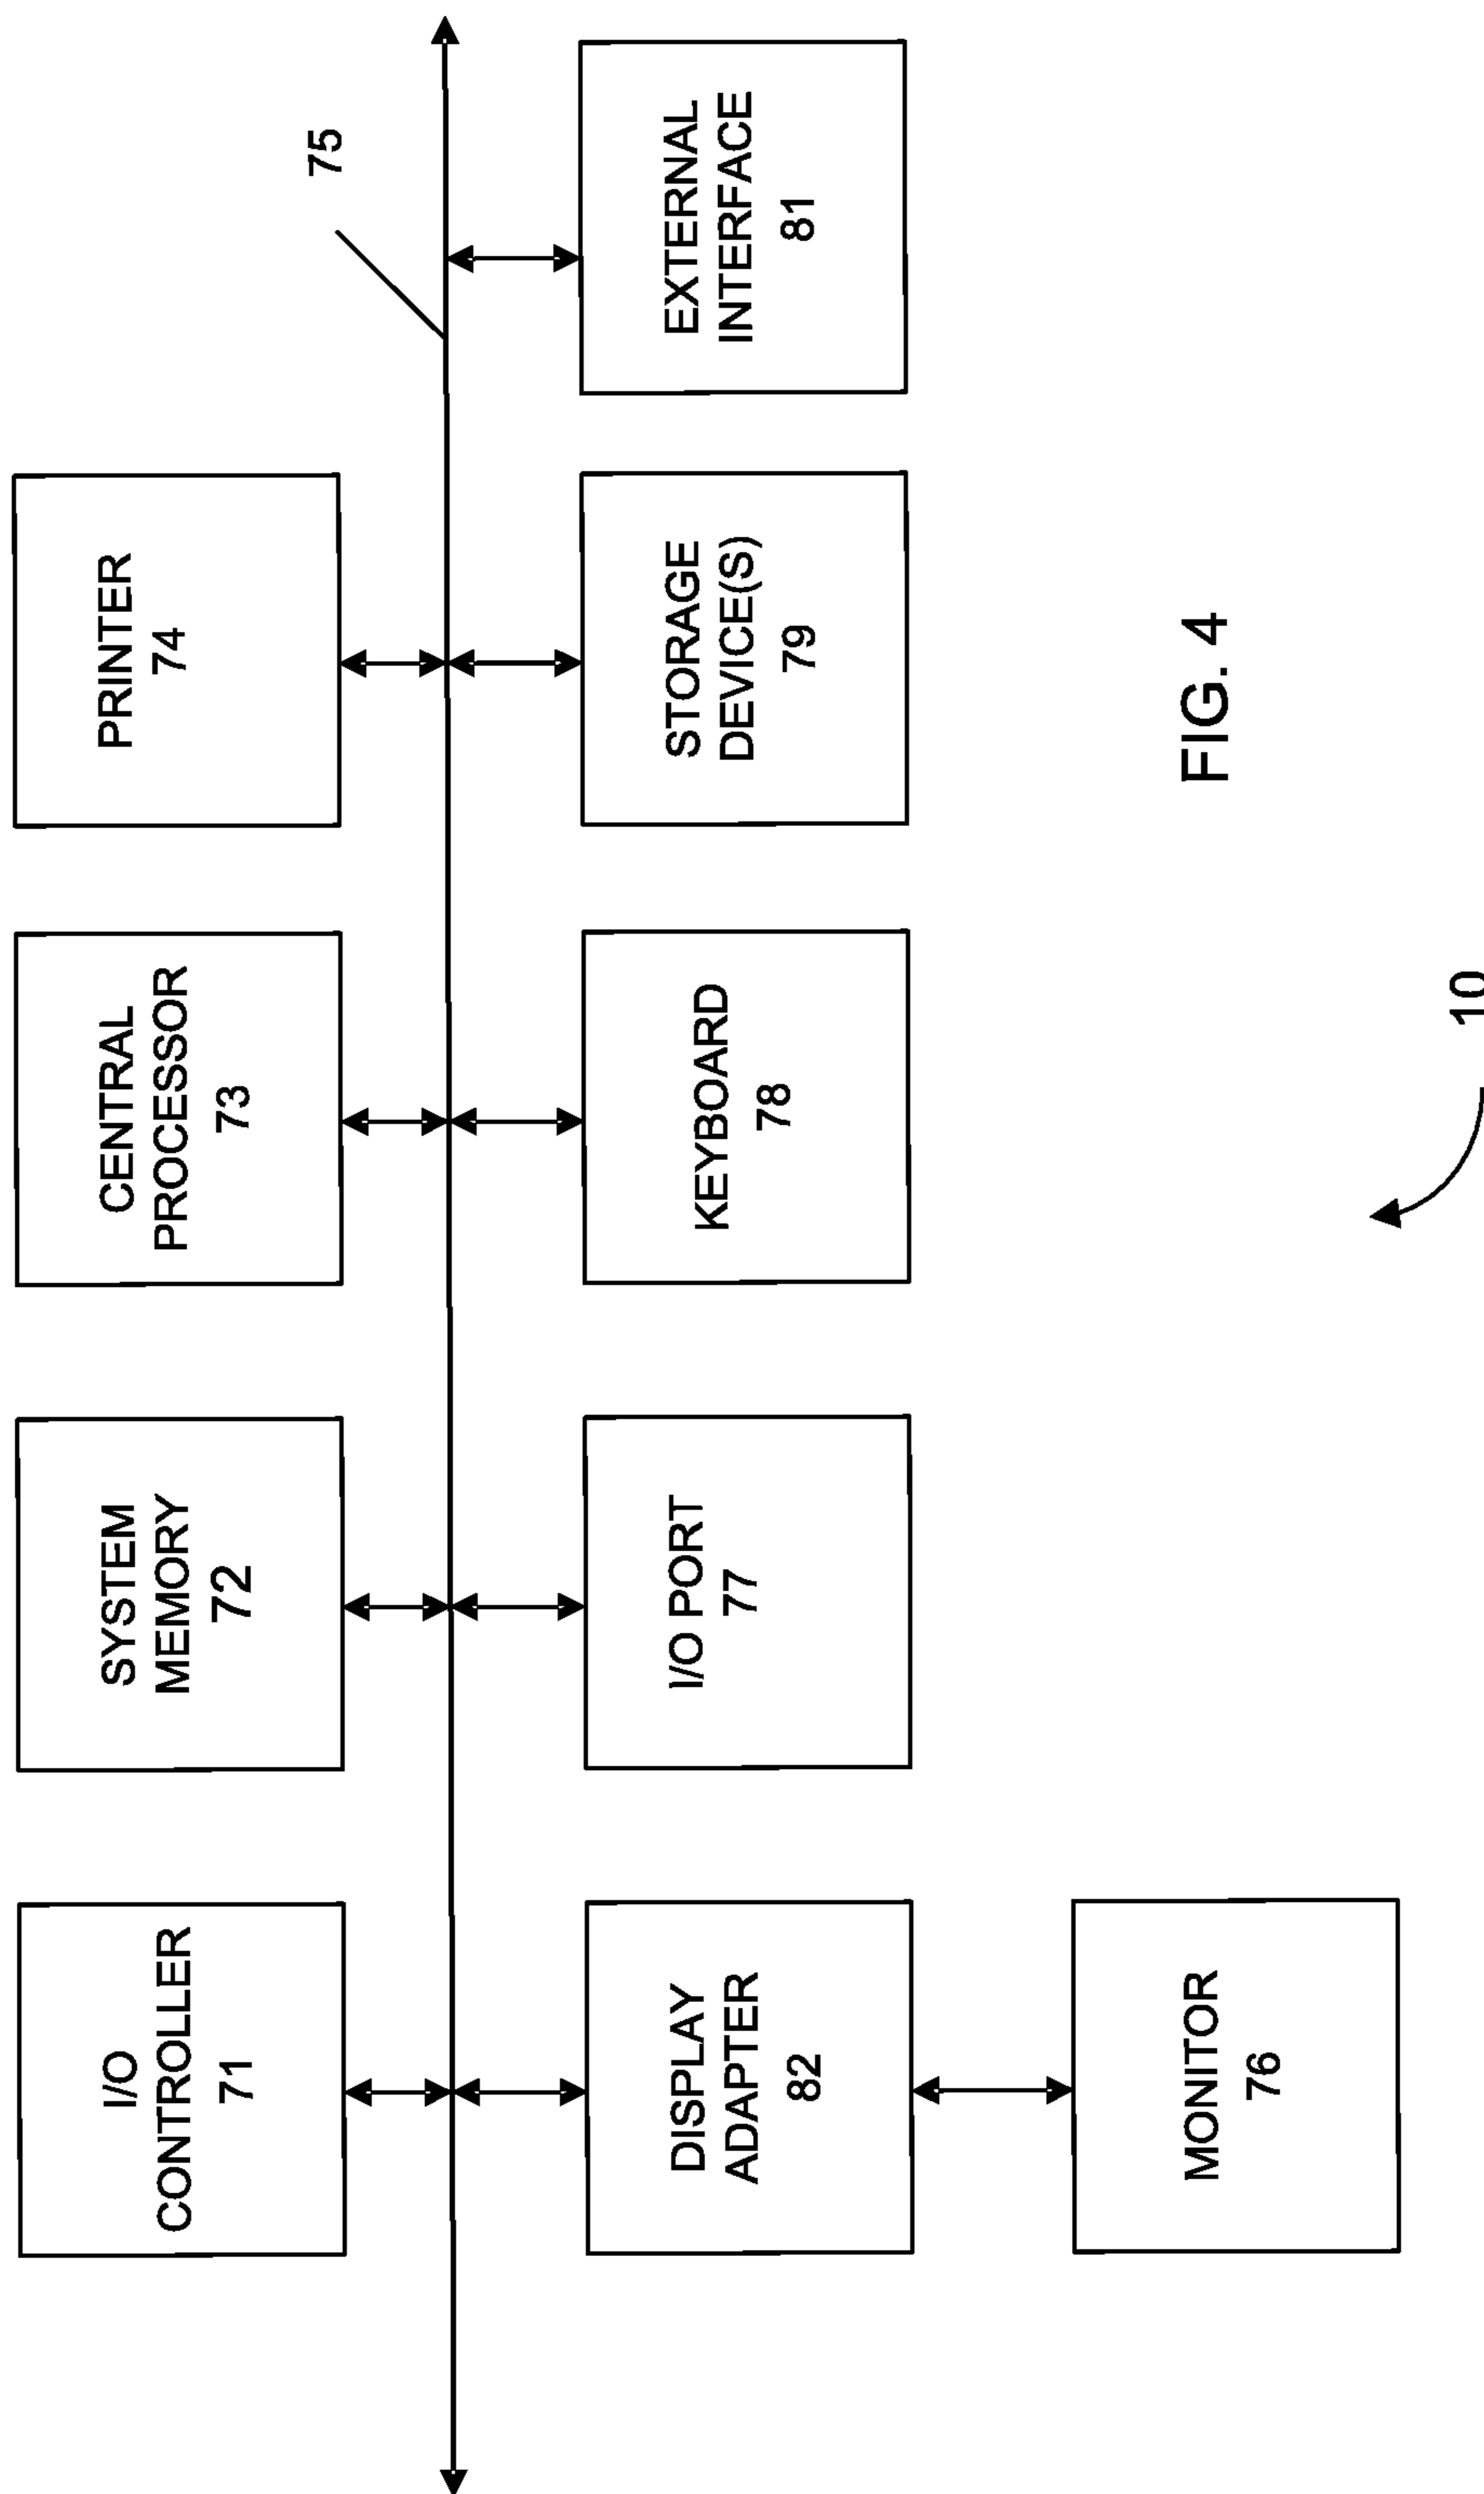 I/O
CONTROLLER
71
SYSTEM
MEMORY
72
CENTRAL
PROCESSOR
73
PRINTER
74
75
DISPLAY
ADAPTER
82
I/O PORT
77
KEYBOARD
78
STORAGE
DEVICE(S)
79
EXTERNAL
INTERFACE
81
MONITOR
76
FIG. 4
10